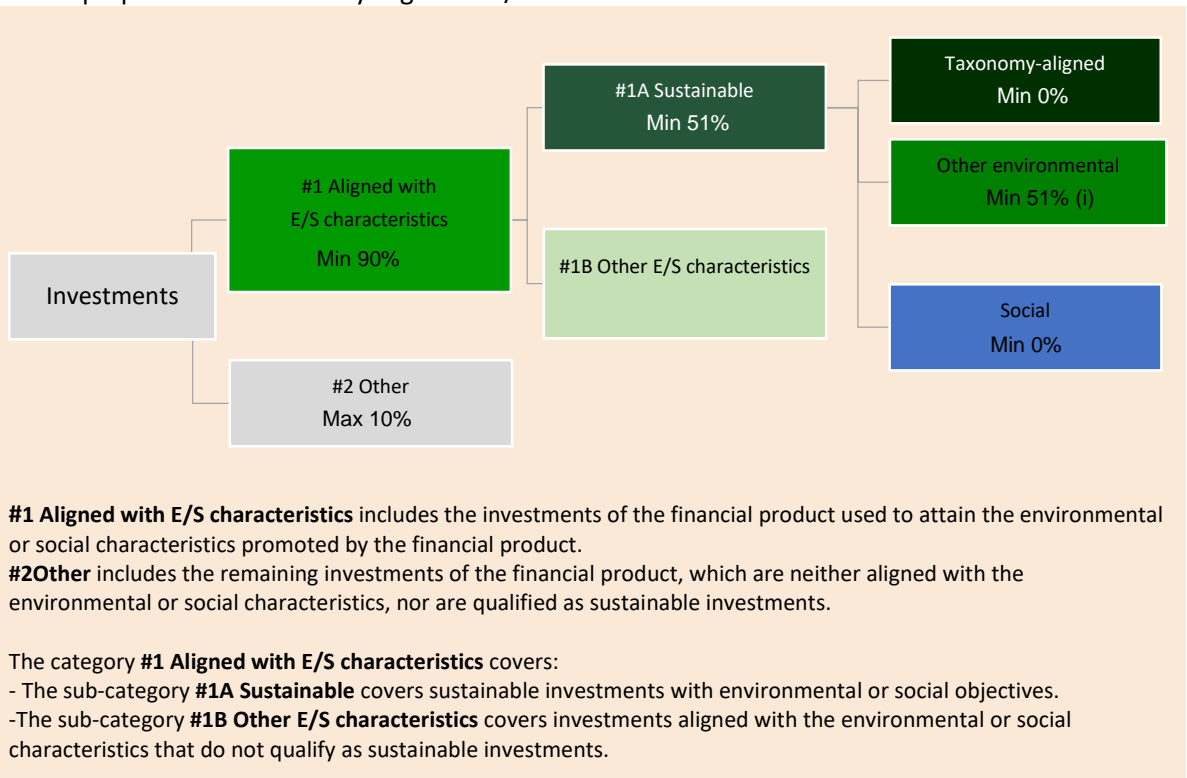 Taxonomy-aligned
Min 0%
#1A Sustainable
Min 51%
Other environmental
Min 51% (i)
#1 Aligned with
E/S characteristics
Min 90%
#1B Other E/S characteristics
Investments
Social
Min 0%
#2 Other
Max 10%
#1 Aligned with E/S characteristics includes the investments of the financial product used to attain the environmental
or social characteristics promoted by the financial product.
#2Other includes the remaining investments of the financial product, which are neither aligned with the
environmental or social characteristics, nor are qualified as sustainable investments.
The category #1 Aligned with E/S characteristics covers:
- The sub-category #1A Sustainable covers sustainable investments with environmental or social objectives.
-The sub-category #1B Other E/S characteristics covers investments aligned with the environmental or social
characteristics that do not qualify as sustainable investments.